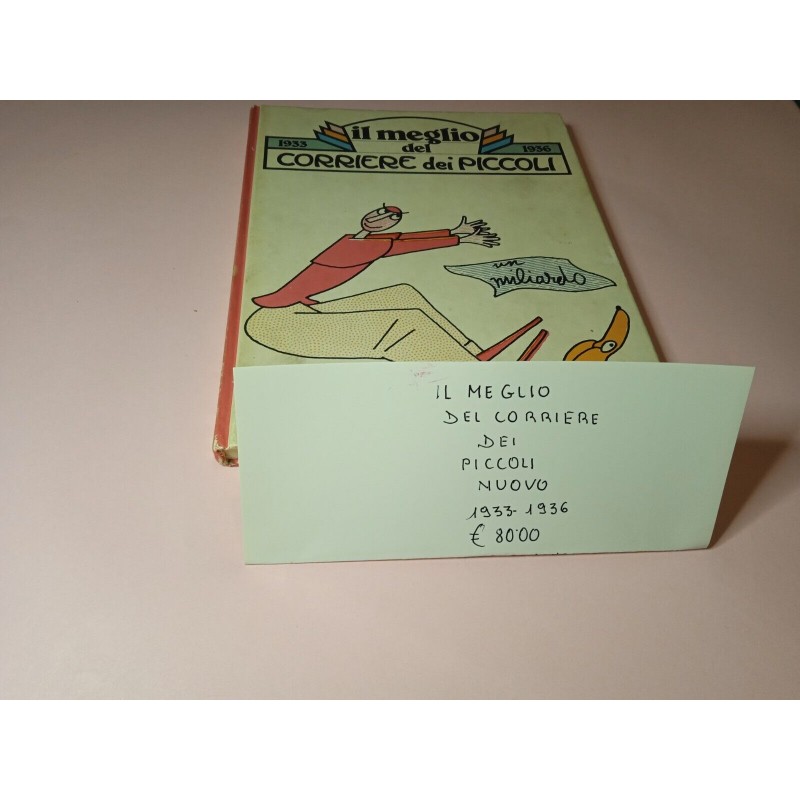 il meglio
del
1933 1936
CORRIERE dei PICCOLI
un
miliardo
IL MEGLIO
DEL CORRIERE
DEI
PICCOLI
NUOVO
1933-1936
€ 80.00